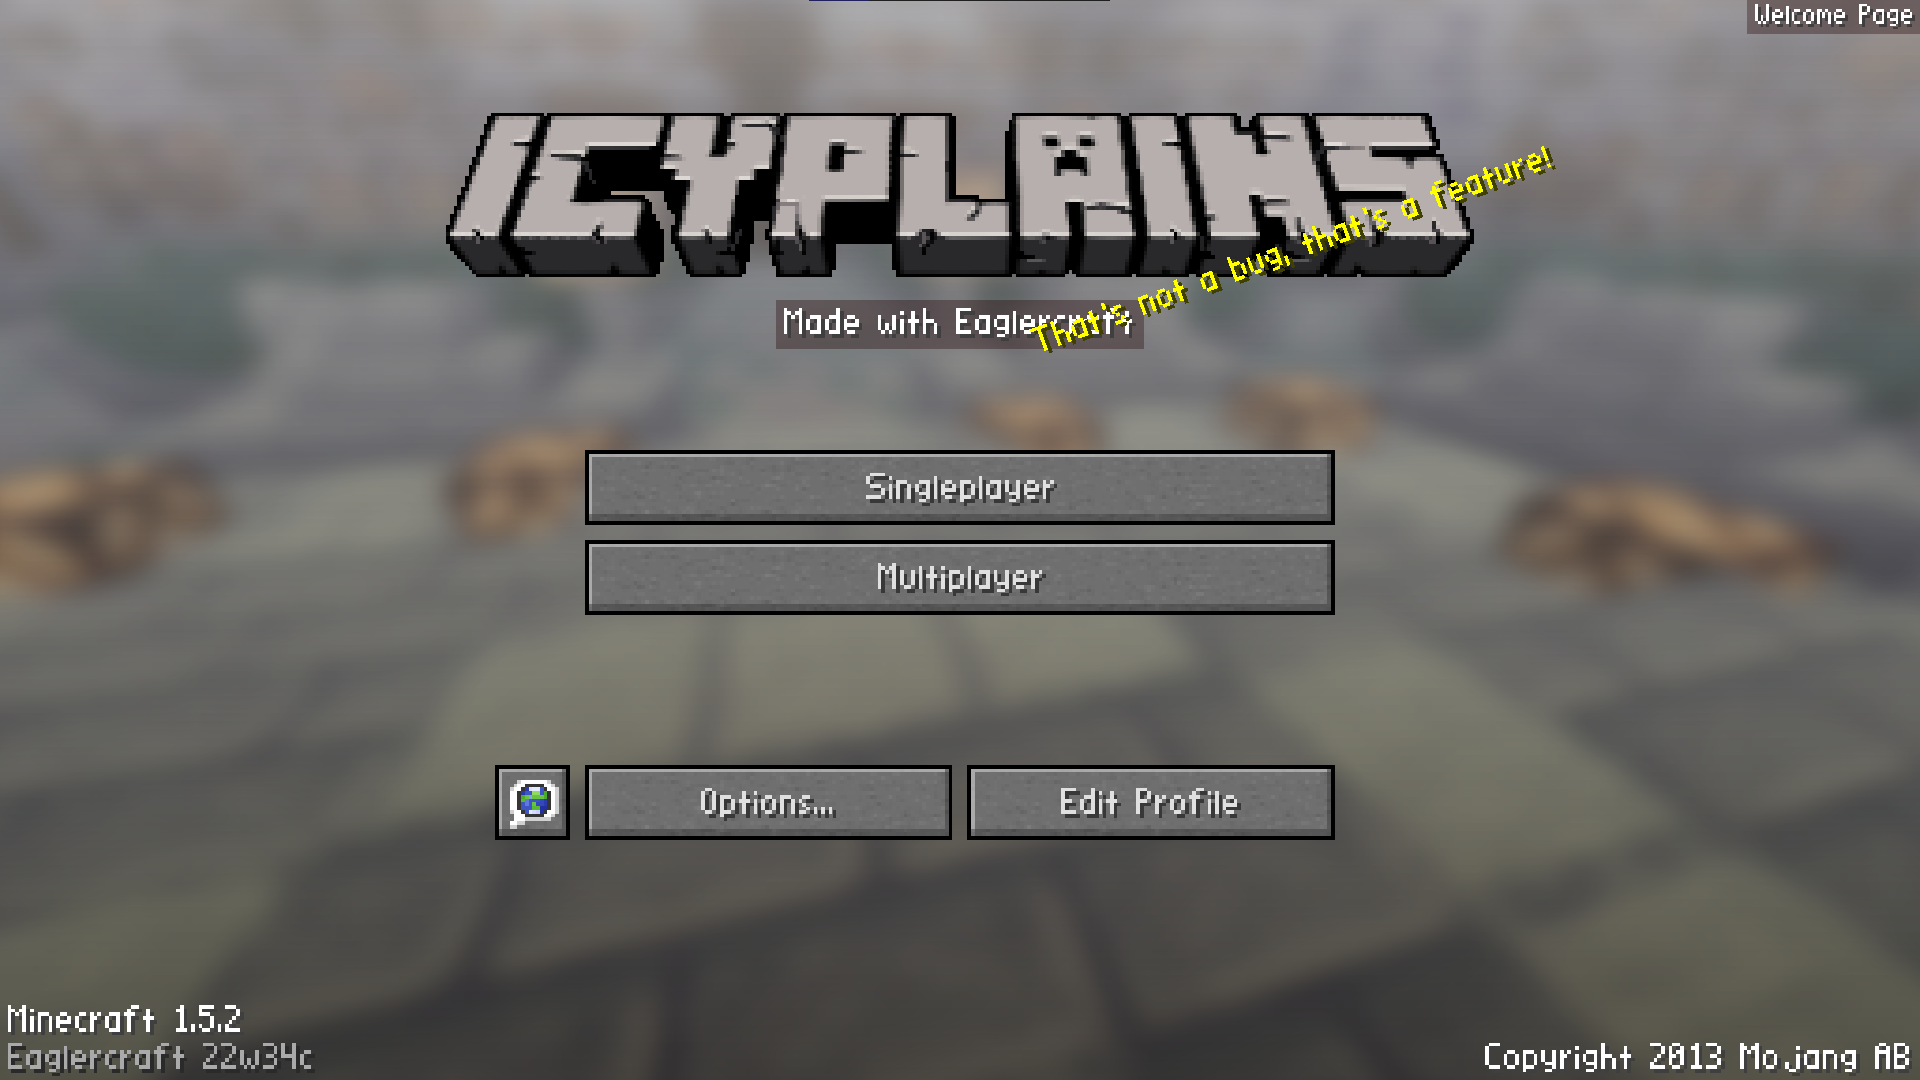 Welcome Page
ICYPLAINS
That's not a bug, that's a feature!
Made with Eaglercraft
Singleplayer
Multiplayer
Options...
Edit Profile
Minecraft 1.5.2
Eaglercraft 22w34c
Copyright 2013 Mojang AB